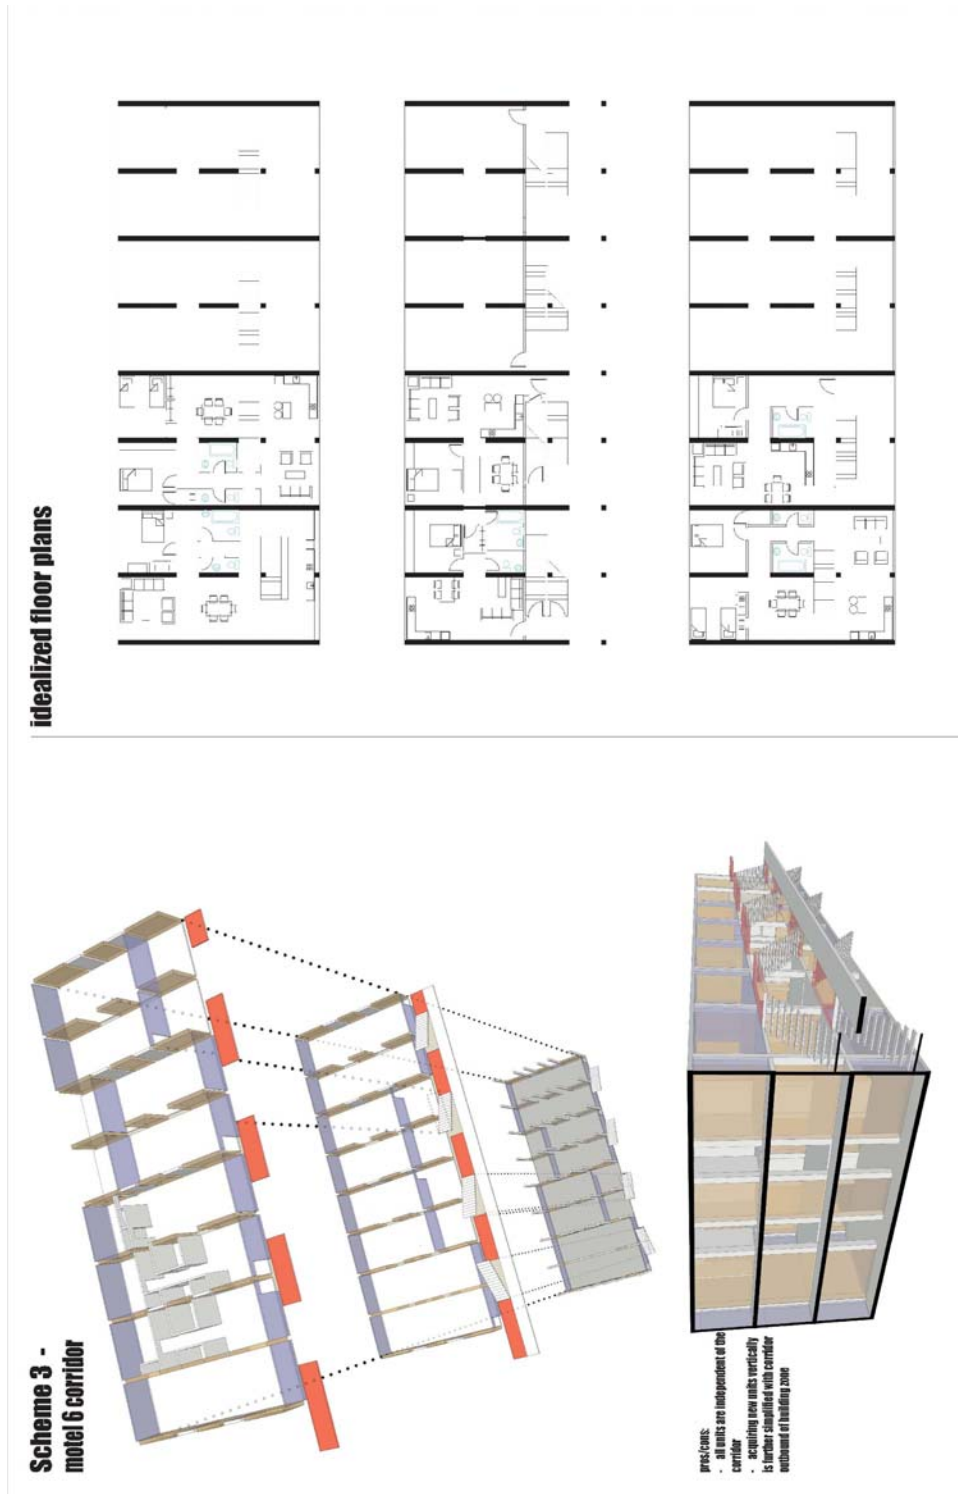 Scheme 3 -
motel 6 corridor
pros/cons:
- all units are independent of the
corridor
- acquiring new units vertically
is further simplified with corridor
outbound of building zone
idealized floor plans